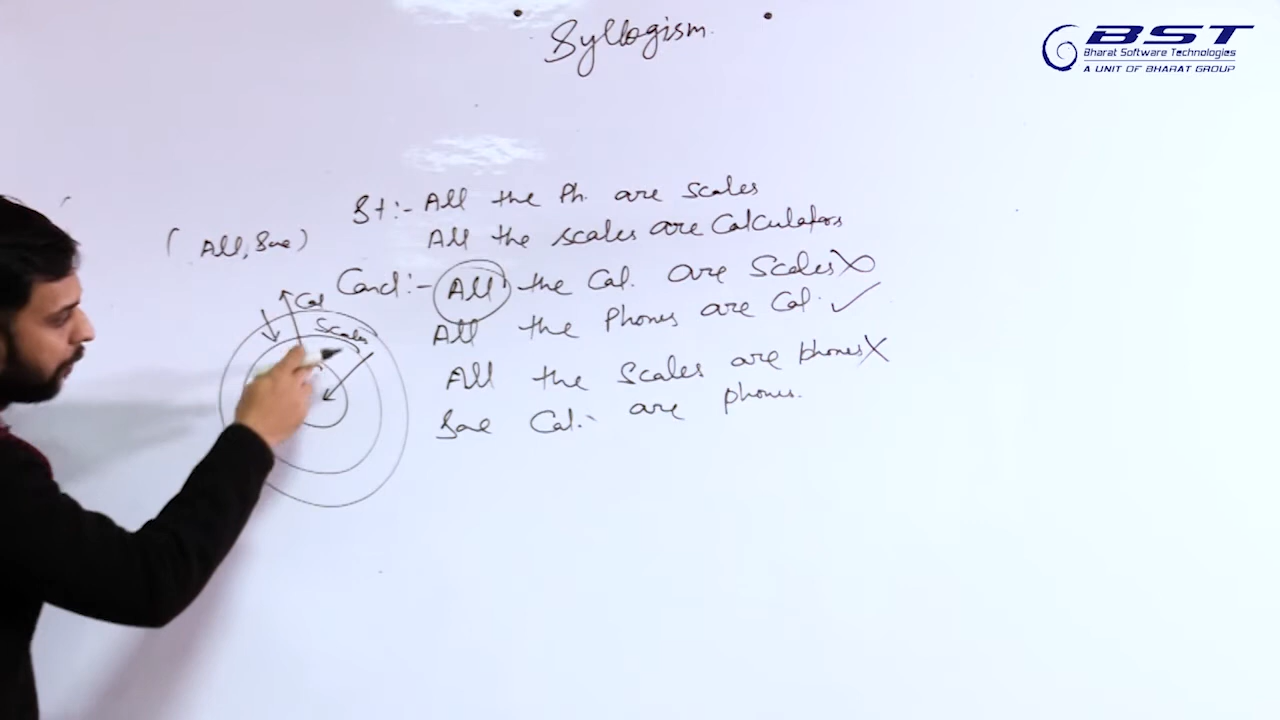 Syllogism.
BST
Bharat Software Technologies
A UNIT OF BHARAT GROUP
St:- All the Ph. are Scales
All the scales are Calculators
(All, Some)
Concl:- All the Cal. are Scales X
All the Phones are Cal. ✓
All the Scales are phones X
Some Cal. are phones.
Cal
Scales